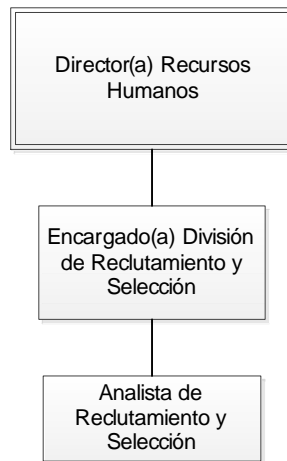 Director(a) Recursos
Humanos
Encargado(a) División
de Reclutamiento y
Selección
Analista de
Reclutamiento y
Selección